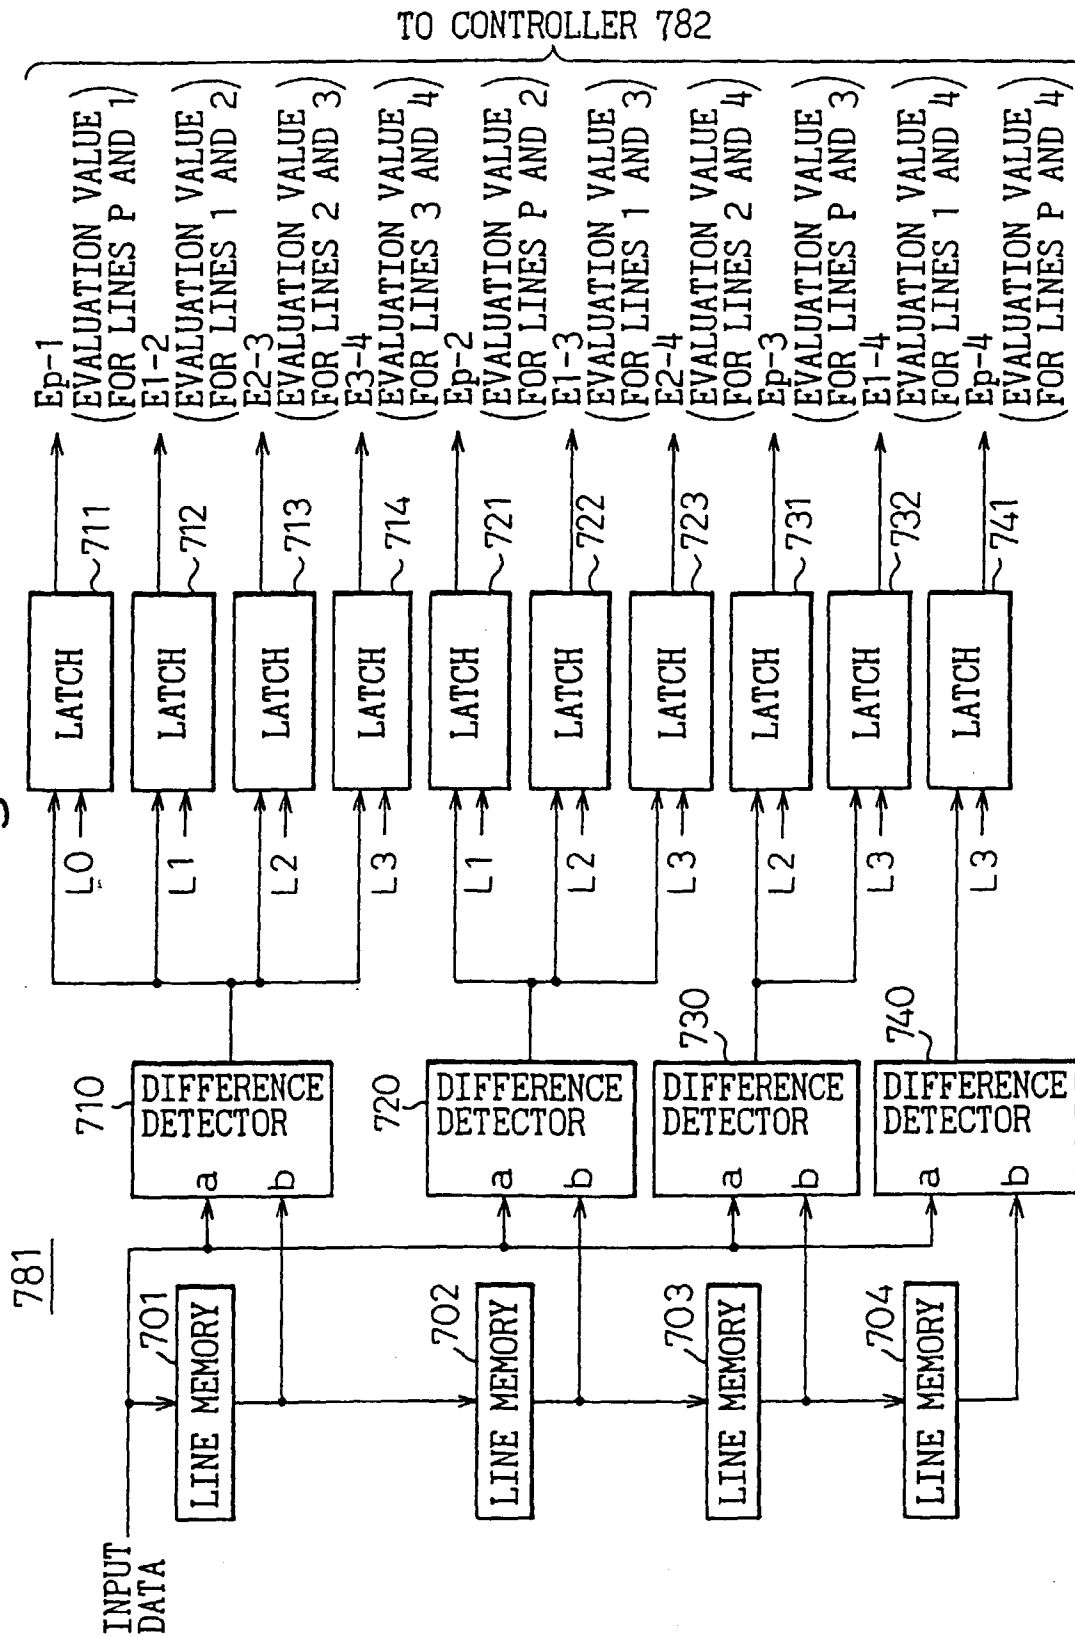 781
INPUT
DATA
701
LINE MEMORY
702
LINE MEMORY
703
LINE MEMORY
704
LINE MEMORY
710
DIFFERENCE
DETECTOR
a
b
720
DIFFERENCE
DETECTOR
a
b
730
DIFFERENCE
DETECTOR
a
b
740
DIFFERENCE
DETECTOR
a
b
L0
LATCH
711
L1
LATCH
712
L2
LATCH
713
L3
LATCH
714
L1
LATCH
721
L2
LATCH
722
L3
LATCH
723
L2
LATCH
731
L3
LATCH
732
L3
LATCH
741
Ep-1
(EVALUATION VALUE
FOR LINES P AND 1)
E1-2
(EVALUATION VALUE
FOR LINES 1 AND 2)
E2-3
(EVALUATION VALUE
FOR LINES 2 AND 3)
E3-4
(EVALUATION VALUE
FOR LINES 3 AND 4)
Ep-2
(EVALUATION VALUE
FOR LINES P AND 2)
E1-3
(EVALUATION VALUE
FOR LINES 1 AND 3)
E2-4
(EVALUATION VALUE
FOR LINES 2 AND 4)
Ep-3
(EVALUATION VALUE
FOR LINES P AND 3)
E1-4
(EVALUATION VALUE
FOR LINES 1 AND 4)
Ep-4
(EVALUATION VALUE
FOR LINES P AND 4)
TO CONTROLLER 782